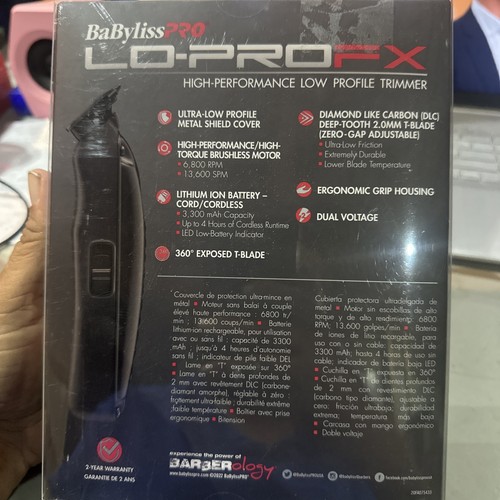 BaBylissPRO
LO-PROFX
HIGH-PERFORMANCE LOW PROFILE TRIMMER
ULTRA-LOW PROFILE
METAL SHIELD COVER
HIGH-PERFORMANCE/HIGH-
TORQUE BRUSHLESS MOTOR
• 6,800 RPM
• 13,600 SPM
LITHIUM ION BATTERY –
CORD/CORDLESS
• 3,300 mAh Capacity
• Up to 4 Hours of Cordless Runtime
• LED Low-Battery Indicator
360° EXPOSED T-BLADE
DIAMOND LIKE CARBON (DLC)
DEEP-TOOTH 2.0MM T-BLADE
(ZERO-GAP ADJUSTABLE)
• Ultra-Low Friction
• Extremely Durable
• Lower Blade Temperature
ERGONOMIC GRIP HOUSING
DUAL VOLTAGE
Couvercle de protection ultra-mince en
métal • Moteur sans balai à couple
élevé haute performance : 6800 tr/
min ; 13 600 coups/min • Batterie
lithium-ion rechargeable, pour utilisation
avec ou sans fil ; capacité de 3300
mAh ; jusqu'à 4 heures d'autonomie
sans fil ; indicateur de pile faible DEL
• Lame en "T" exposée sur 360°
• Lame en "T" à dents profondes de
2 mm avec revêtement DLC (carbone
diamant amorphe), réglable à zéro :
frottement ultra-faible ; durabilité extrême
; faible température • Boîtier avec prise
ergonomique • Bitension
Cubierta protectora ultradelgada de
metal • Motor sin escobillas de alto
torque y de alto rendimiento: 6800
RPM; 13.600 golpes/min • Batería
de iones de litio recargable, para
uso con o sin cable; capacidad de
3300 mAh; hasta 4 horas de uso sin
cable; indicador de batería baja LED
• Cuchilla en "T" expuesta en 360°
• Cuchilla en "T" de dientes profundos
de 2 mm con revestimiento DLC
(carbono tipo diamante), ajustable a
cero: fricción ultrabaja; durabilidad
extrema; temperatura más baja
• Carcasa con mango ergonómico
• Doble voltaje
2-YEAR WARRANTY
GARANTIE DE 2 ANS
experience the power of
BARBERology
www.babylisspro.com ©2022 BaBylissPRO
@BaBylissPROUSA
@BaBylissBarbers
facebook.com/babylisspro